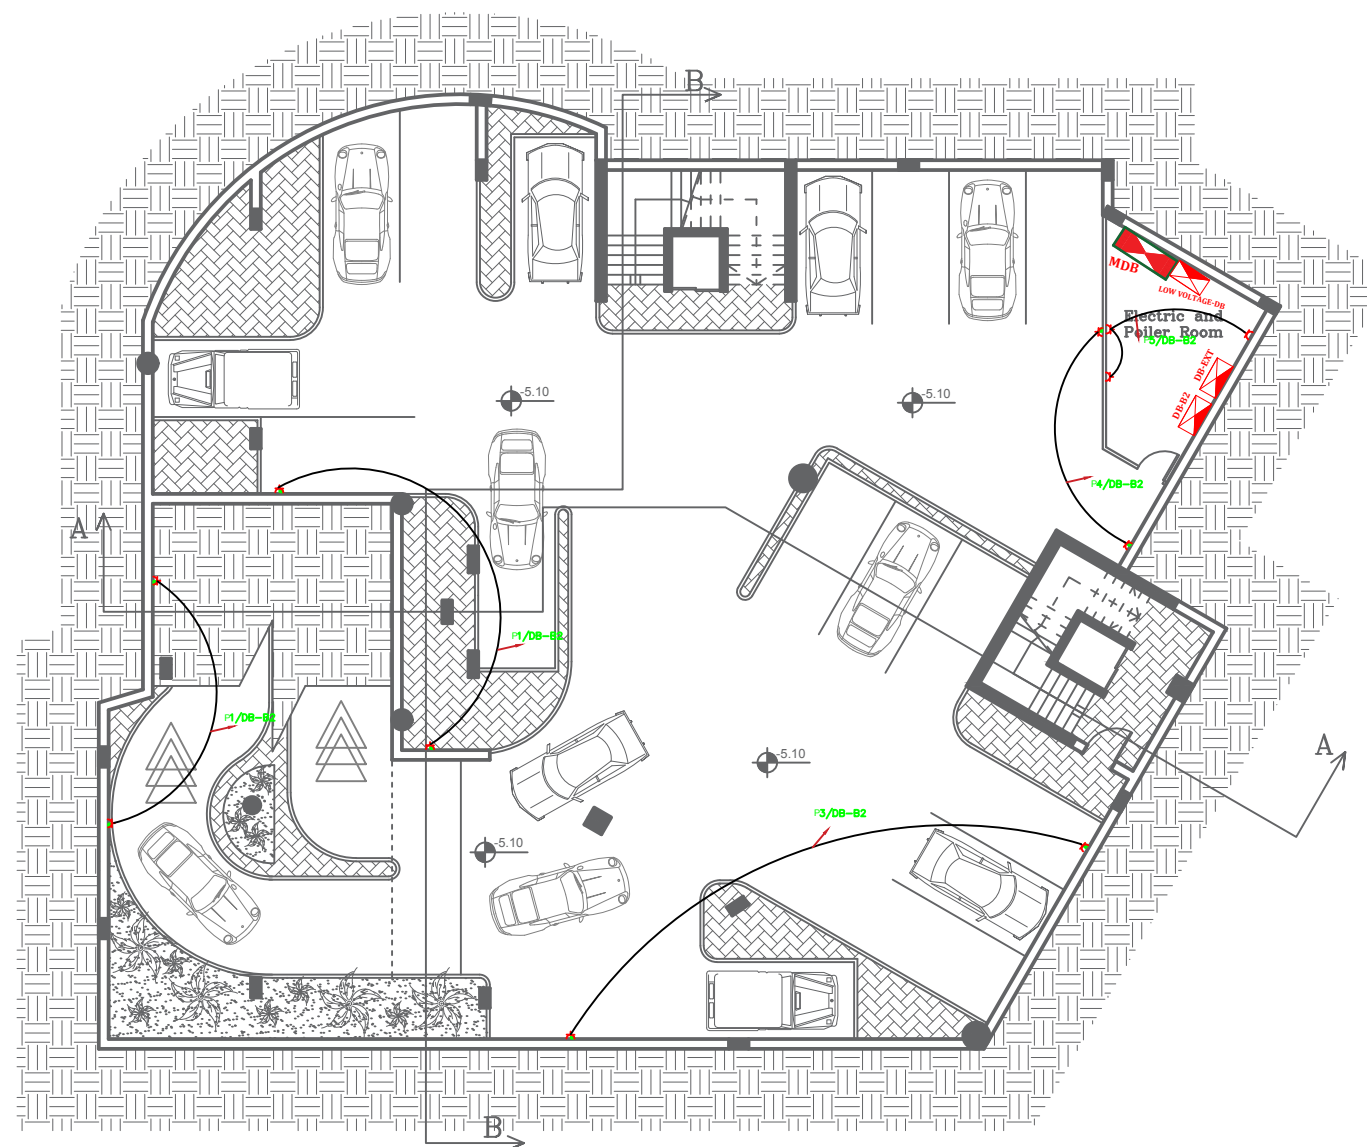 B
MDB
LOW VOLTAGE-DB
Electric and
Poiler Room
P5/DB-B2
DB-EXT
DB-B2
-5.10
-5.10
P4/DB-B2
A
P1/DB-B2
P1/DB-B2
-5.10
A
P3/DB-B2
-5.10
B